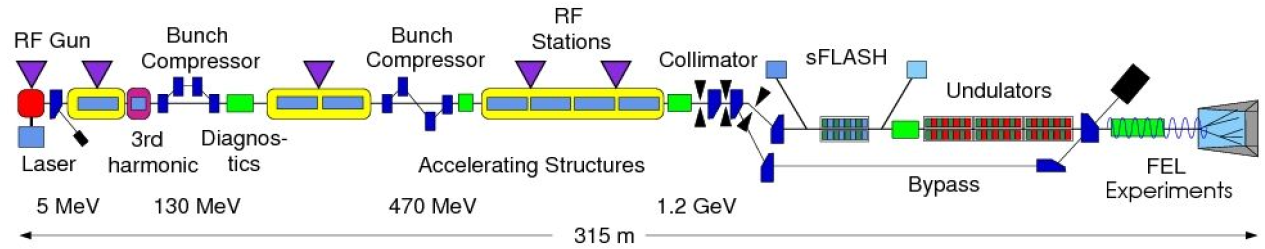 RF Gun
Bunch
Compressor
Bunch
Compressor
RF
Stations
Collimator
sFLASH
Undulators
Laser
3rd
harmonic
Diagnos-
tics
Accelerating Structures
Bypass
FEL
Experiments
5 MeV
130 MeV
470 MeV
1.2 GeV
315 m